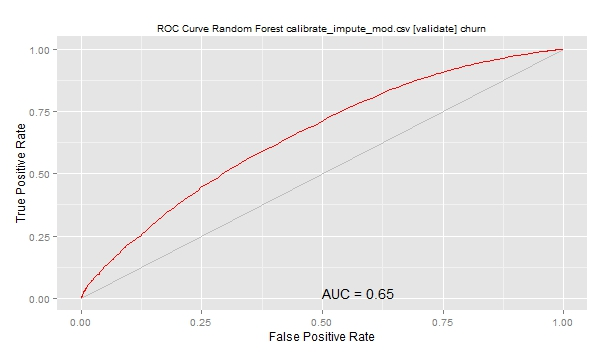 ROC Curve Random Forest calibrate_impute_mod.csv [validate] churn
1.00
0.75
0.50
0.25
0.00
True Positive Rate
AUC = 0.65
0.00 0.25 0.50 0.75 1.00
False Positive Rate